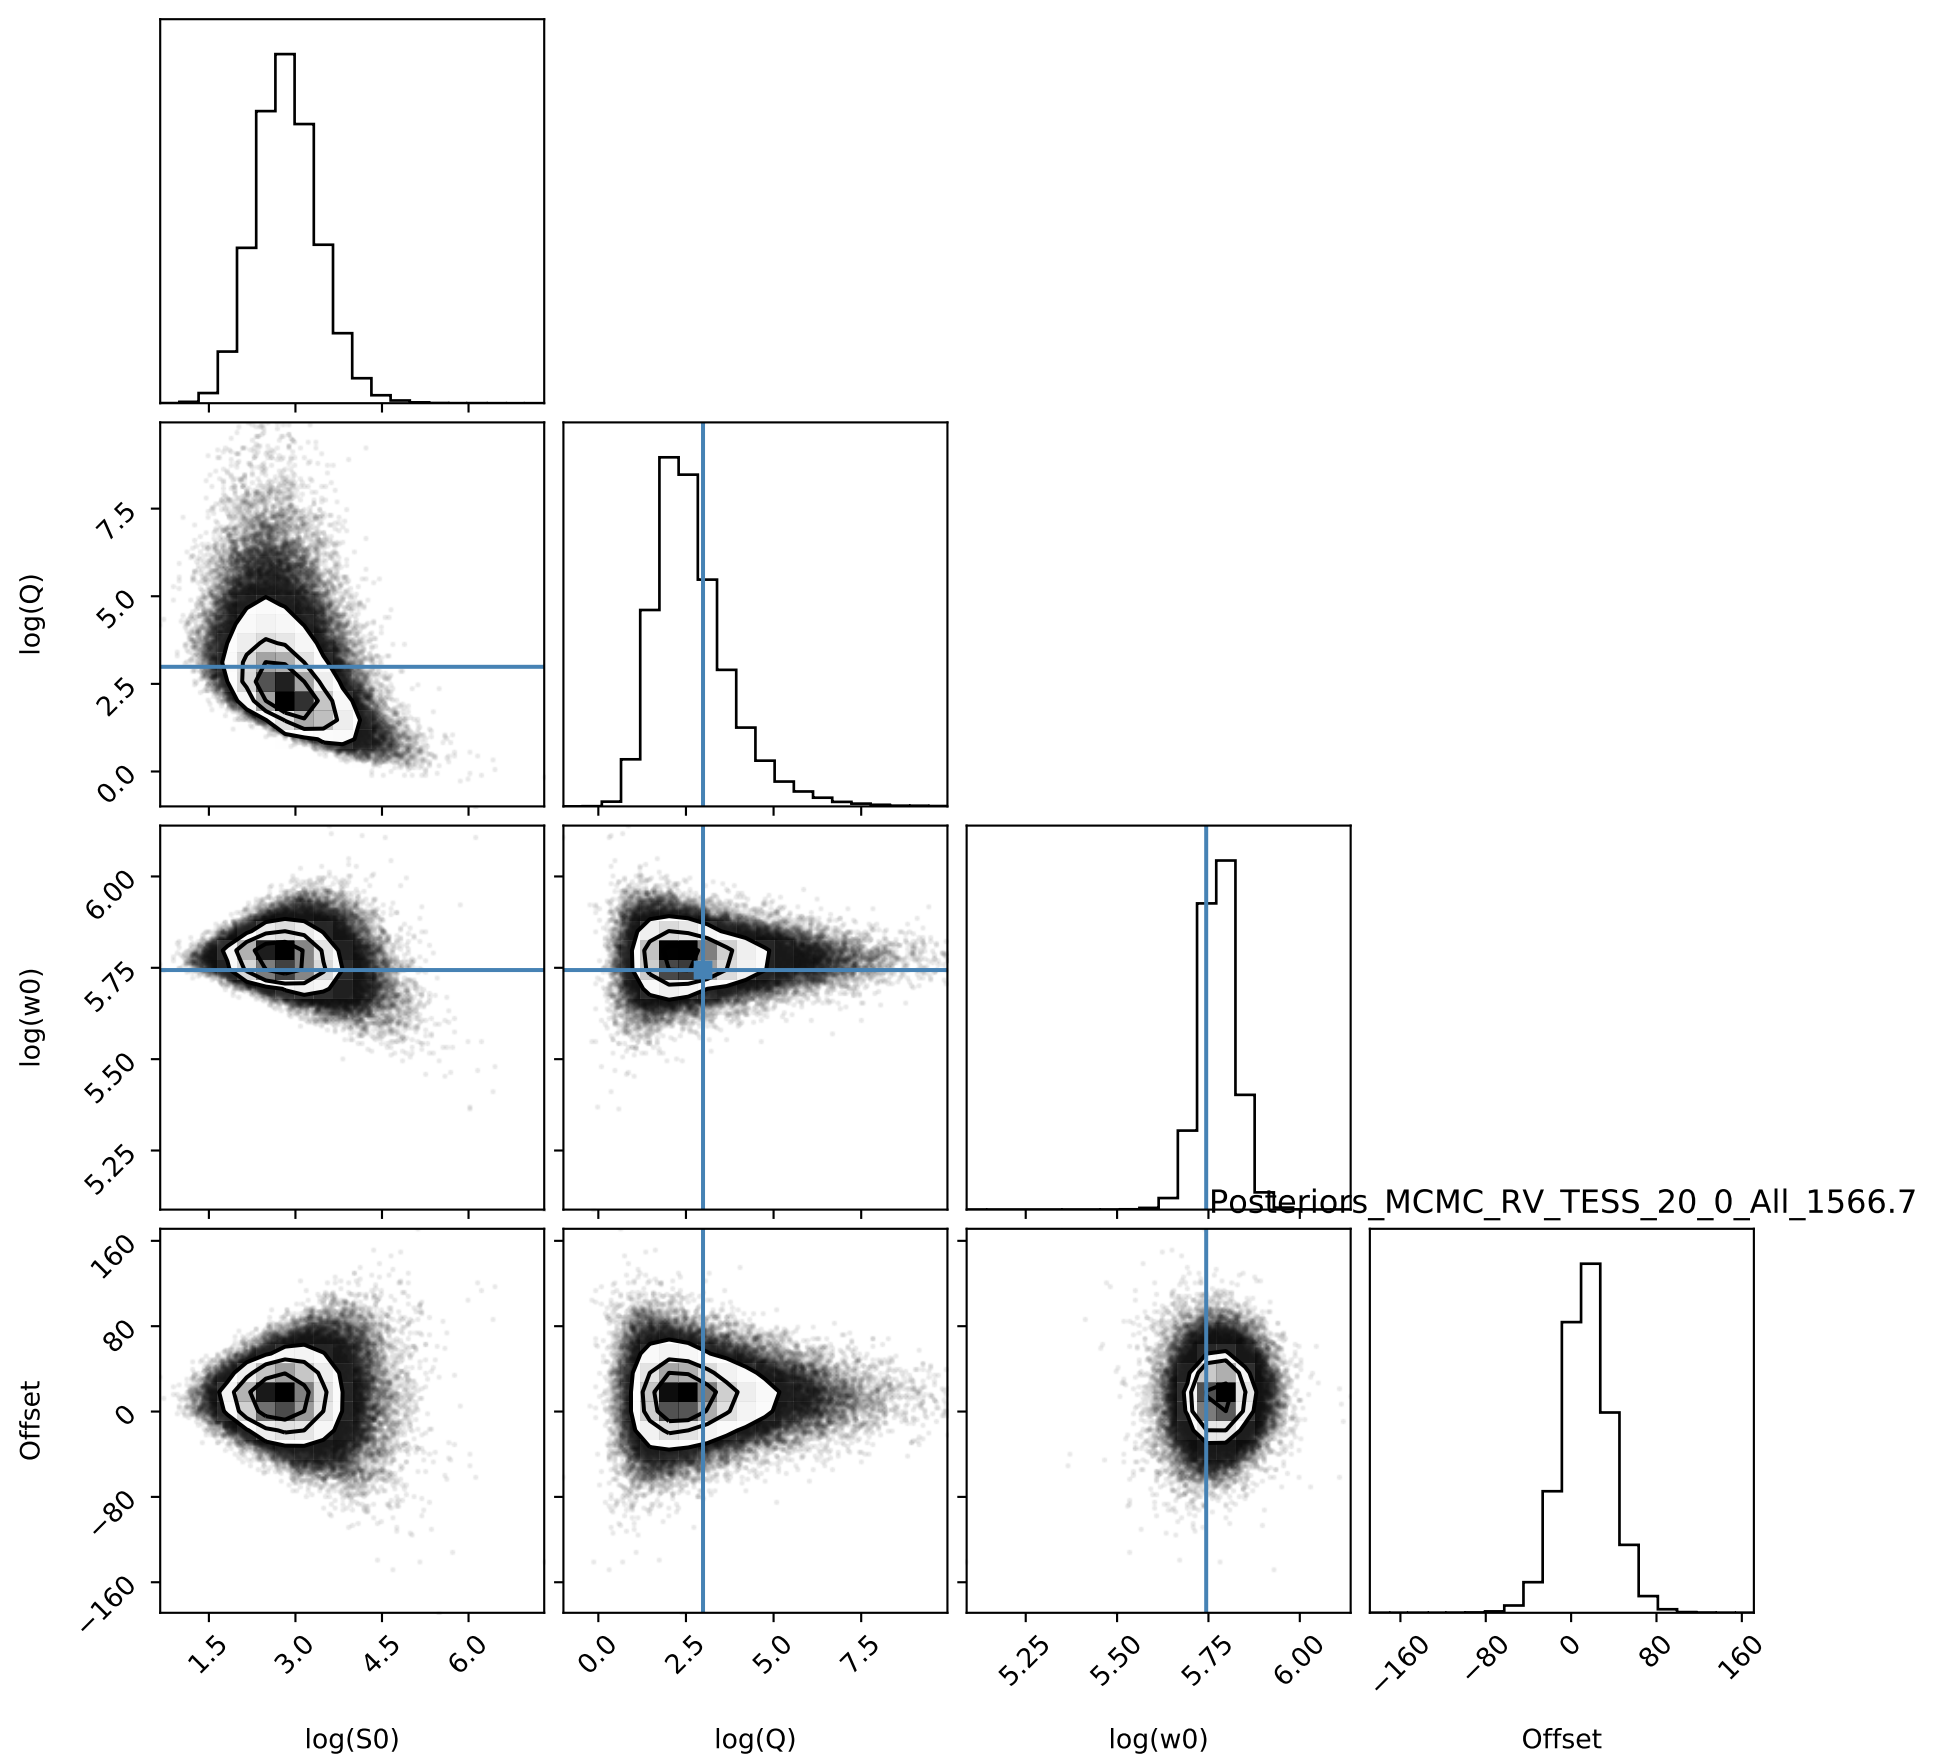 log(Q)
7.5
5.0
2.5
0.0
log(w0)
6.00
5.75
5.50
5.25
Posteriors_MCMC_RV_TESS_20_0_All_1566.7
Offset
160
80
0
−80
−160
1.5 3.0 4.5 6.0 0.0 2.5 5.0 7.5 5.25 5.50 5.75 6.00 −160 −80 0 80 160
log(S0) log(Q) log(w0) Offset